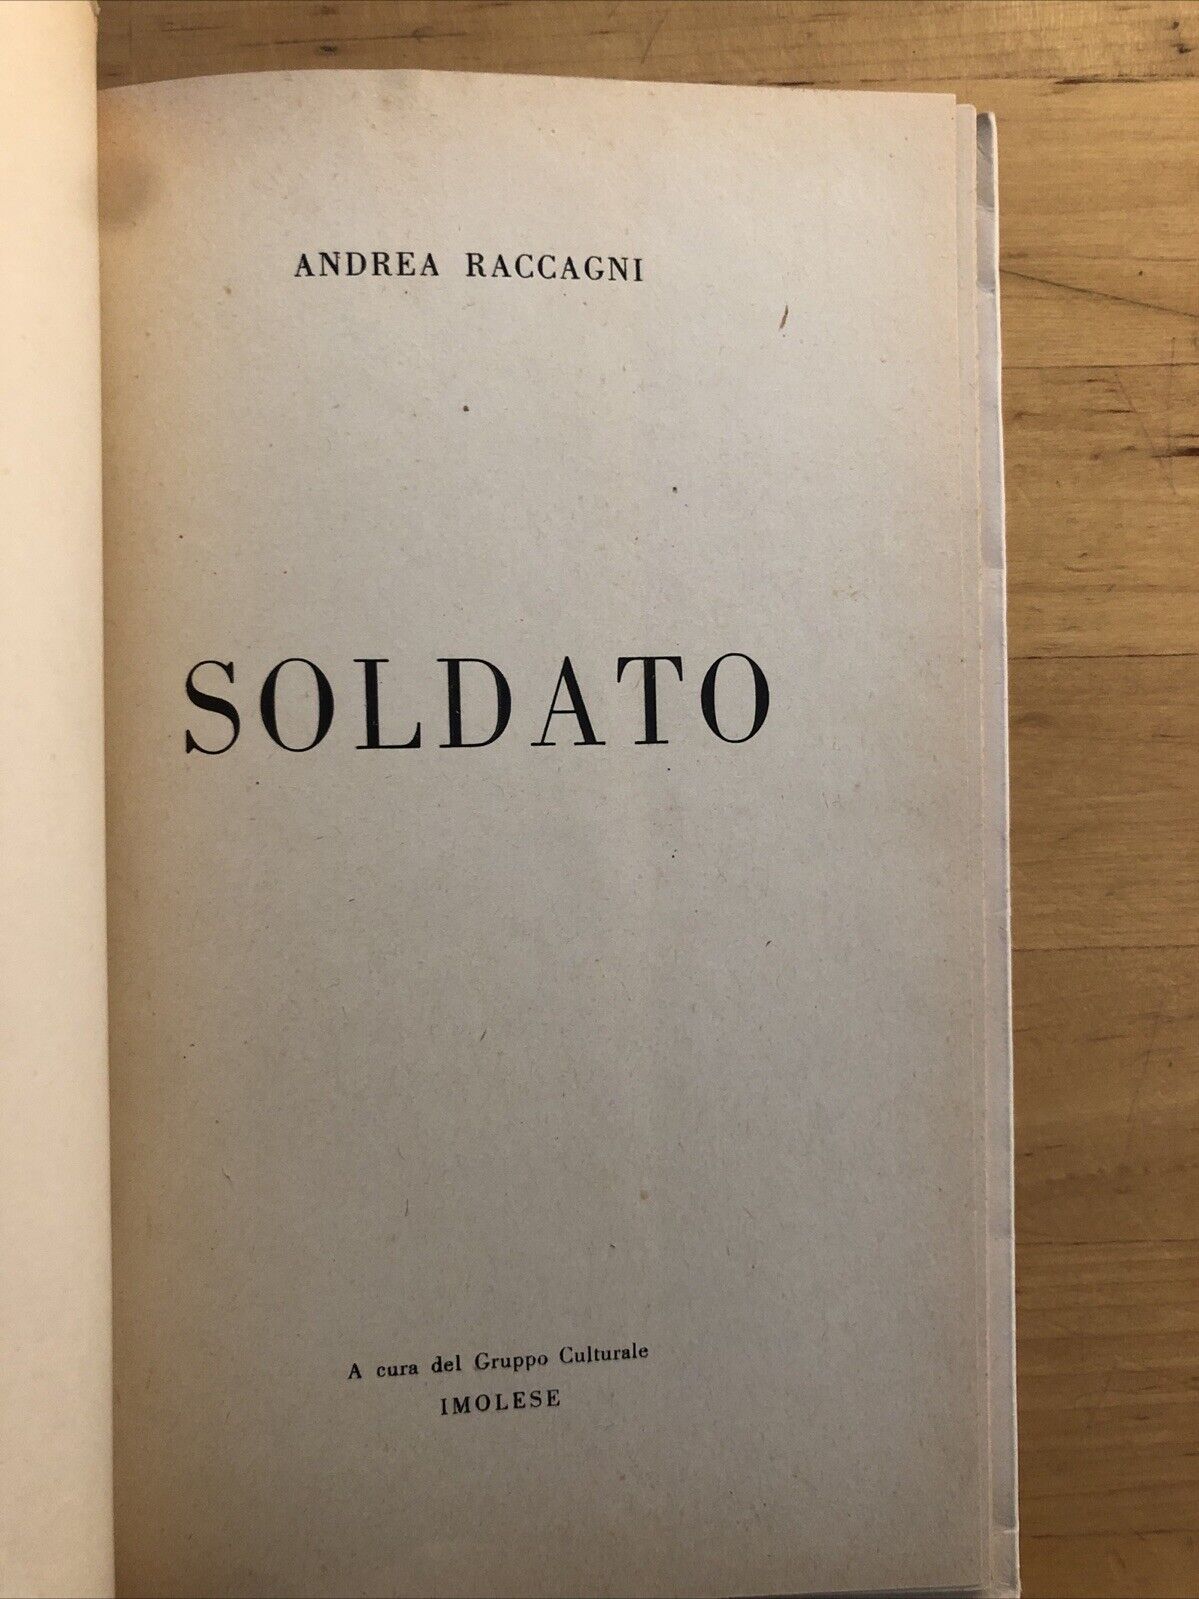 ANDREA RACCAGNI
SOLDATO
A cura del Gruppo Culturale
IMOLESE